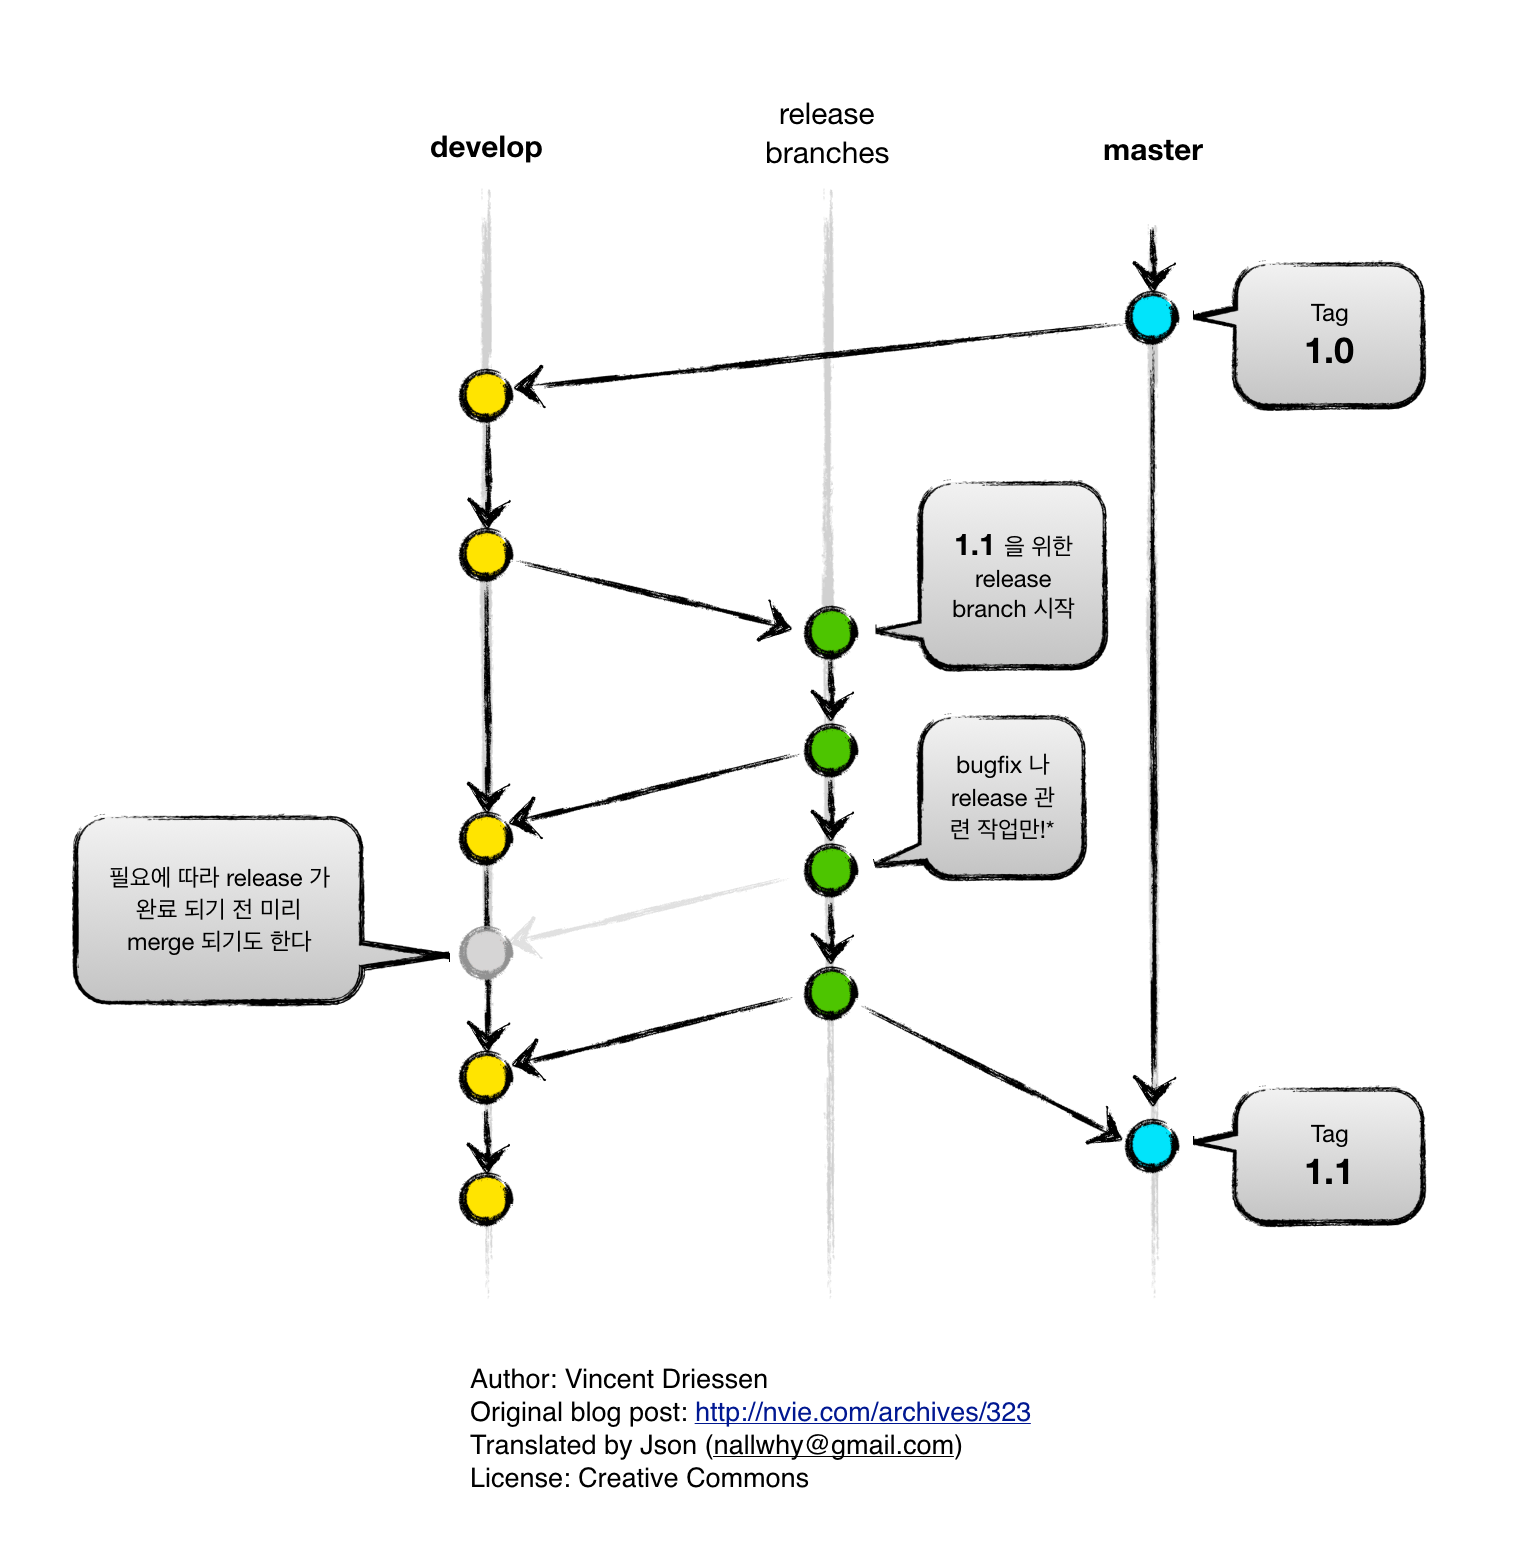 release
branches
develop
master
Tag
1.0
1.1 을 위한
release
branch 시작
bugfix 나
release 관
련 작업만!*
필요에 따라 release 가
완료 되기 전 미리
merge 되기도 한다
Tag
1.1
Author: Vincent Driessen
Original blog post: http://nvie.com/archives/323
Translated by Json (nallwhy@gmail.com)
License: Creative Commons